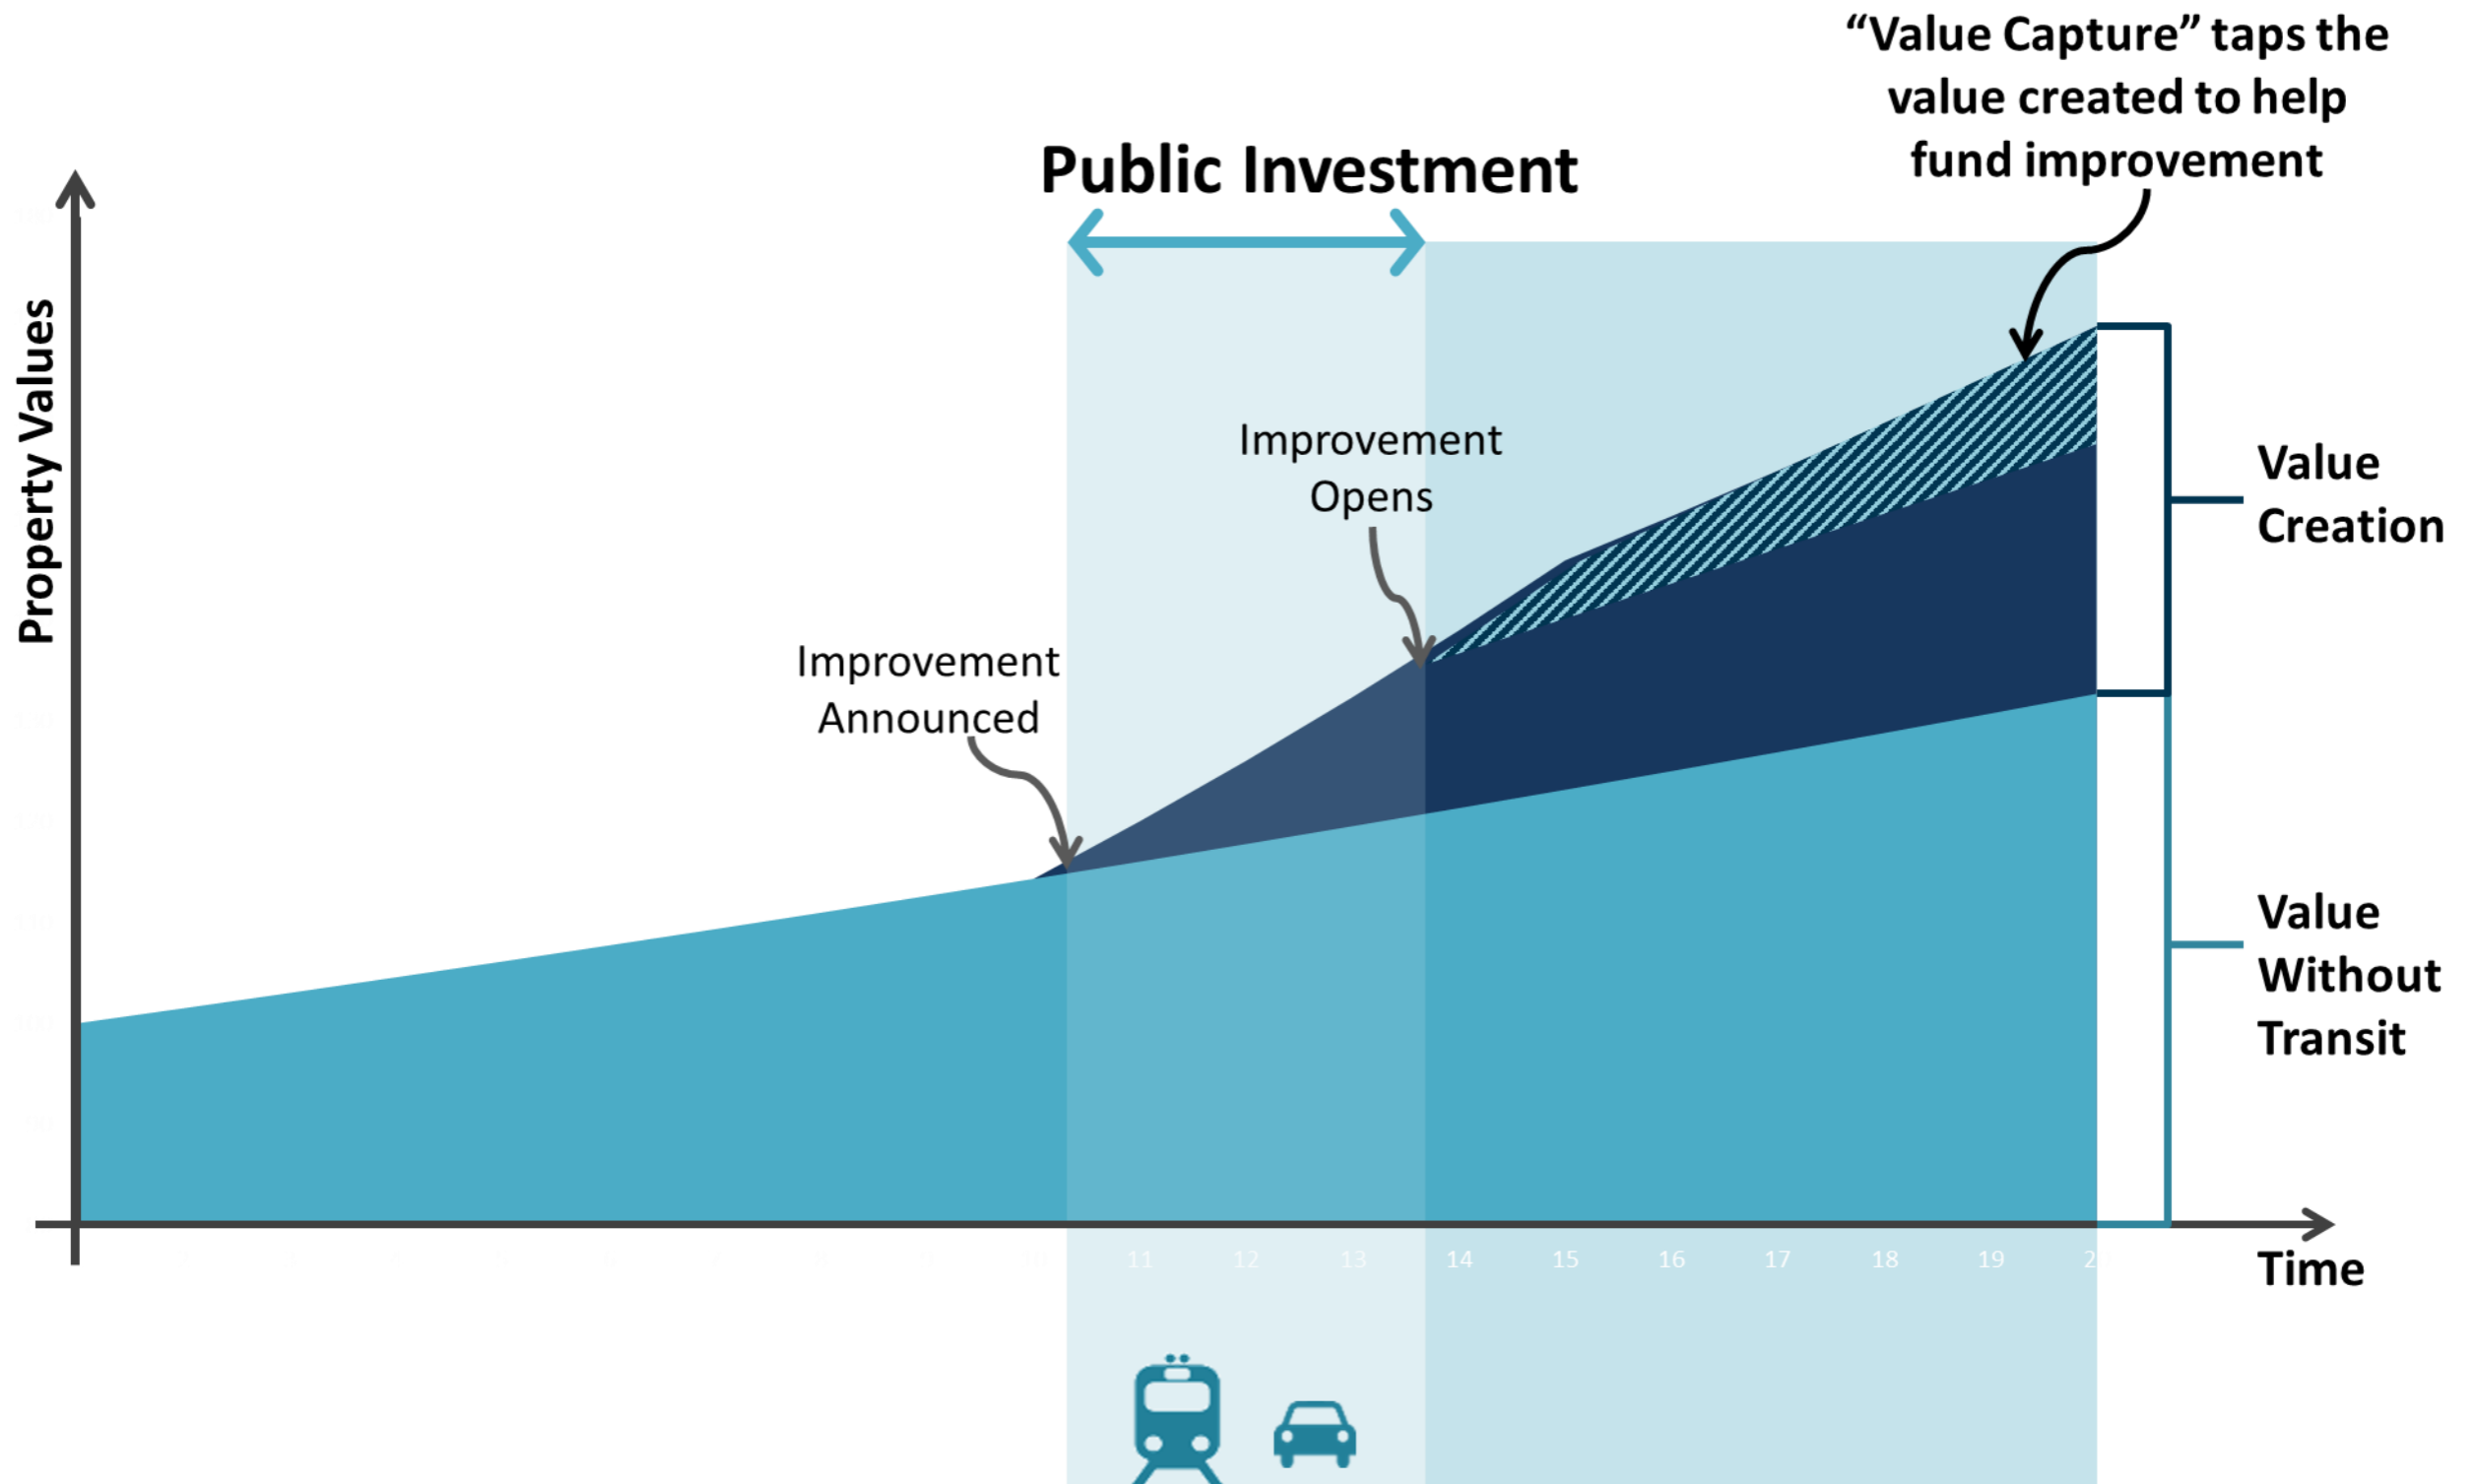 “Value Capture” taps the
value created to help
fund improvement
Public Investment
Property Values
Improvement
Opens
Improvement
Announced
Value
Creation
Value
Without
Transit
11 12 13 14 15 16 17 18 19 2
Time